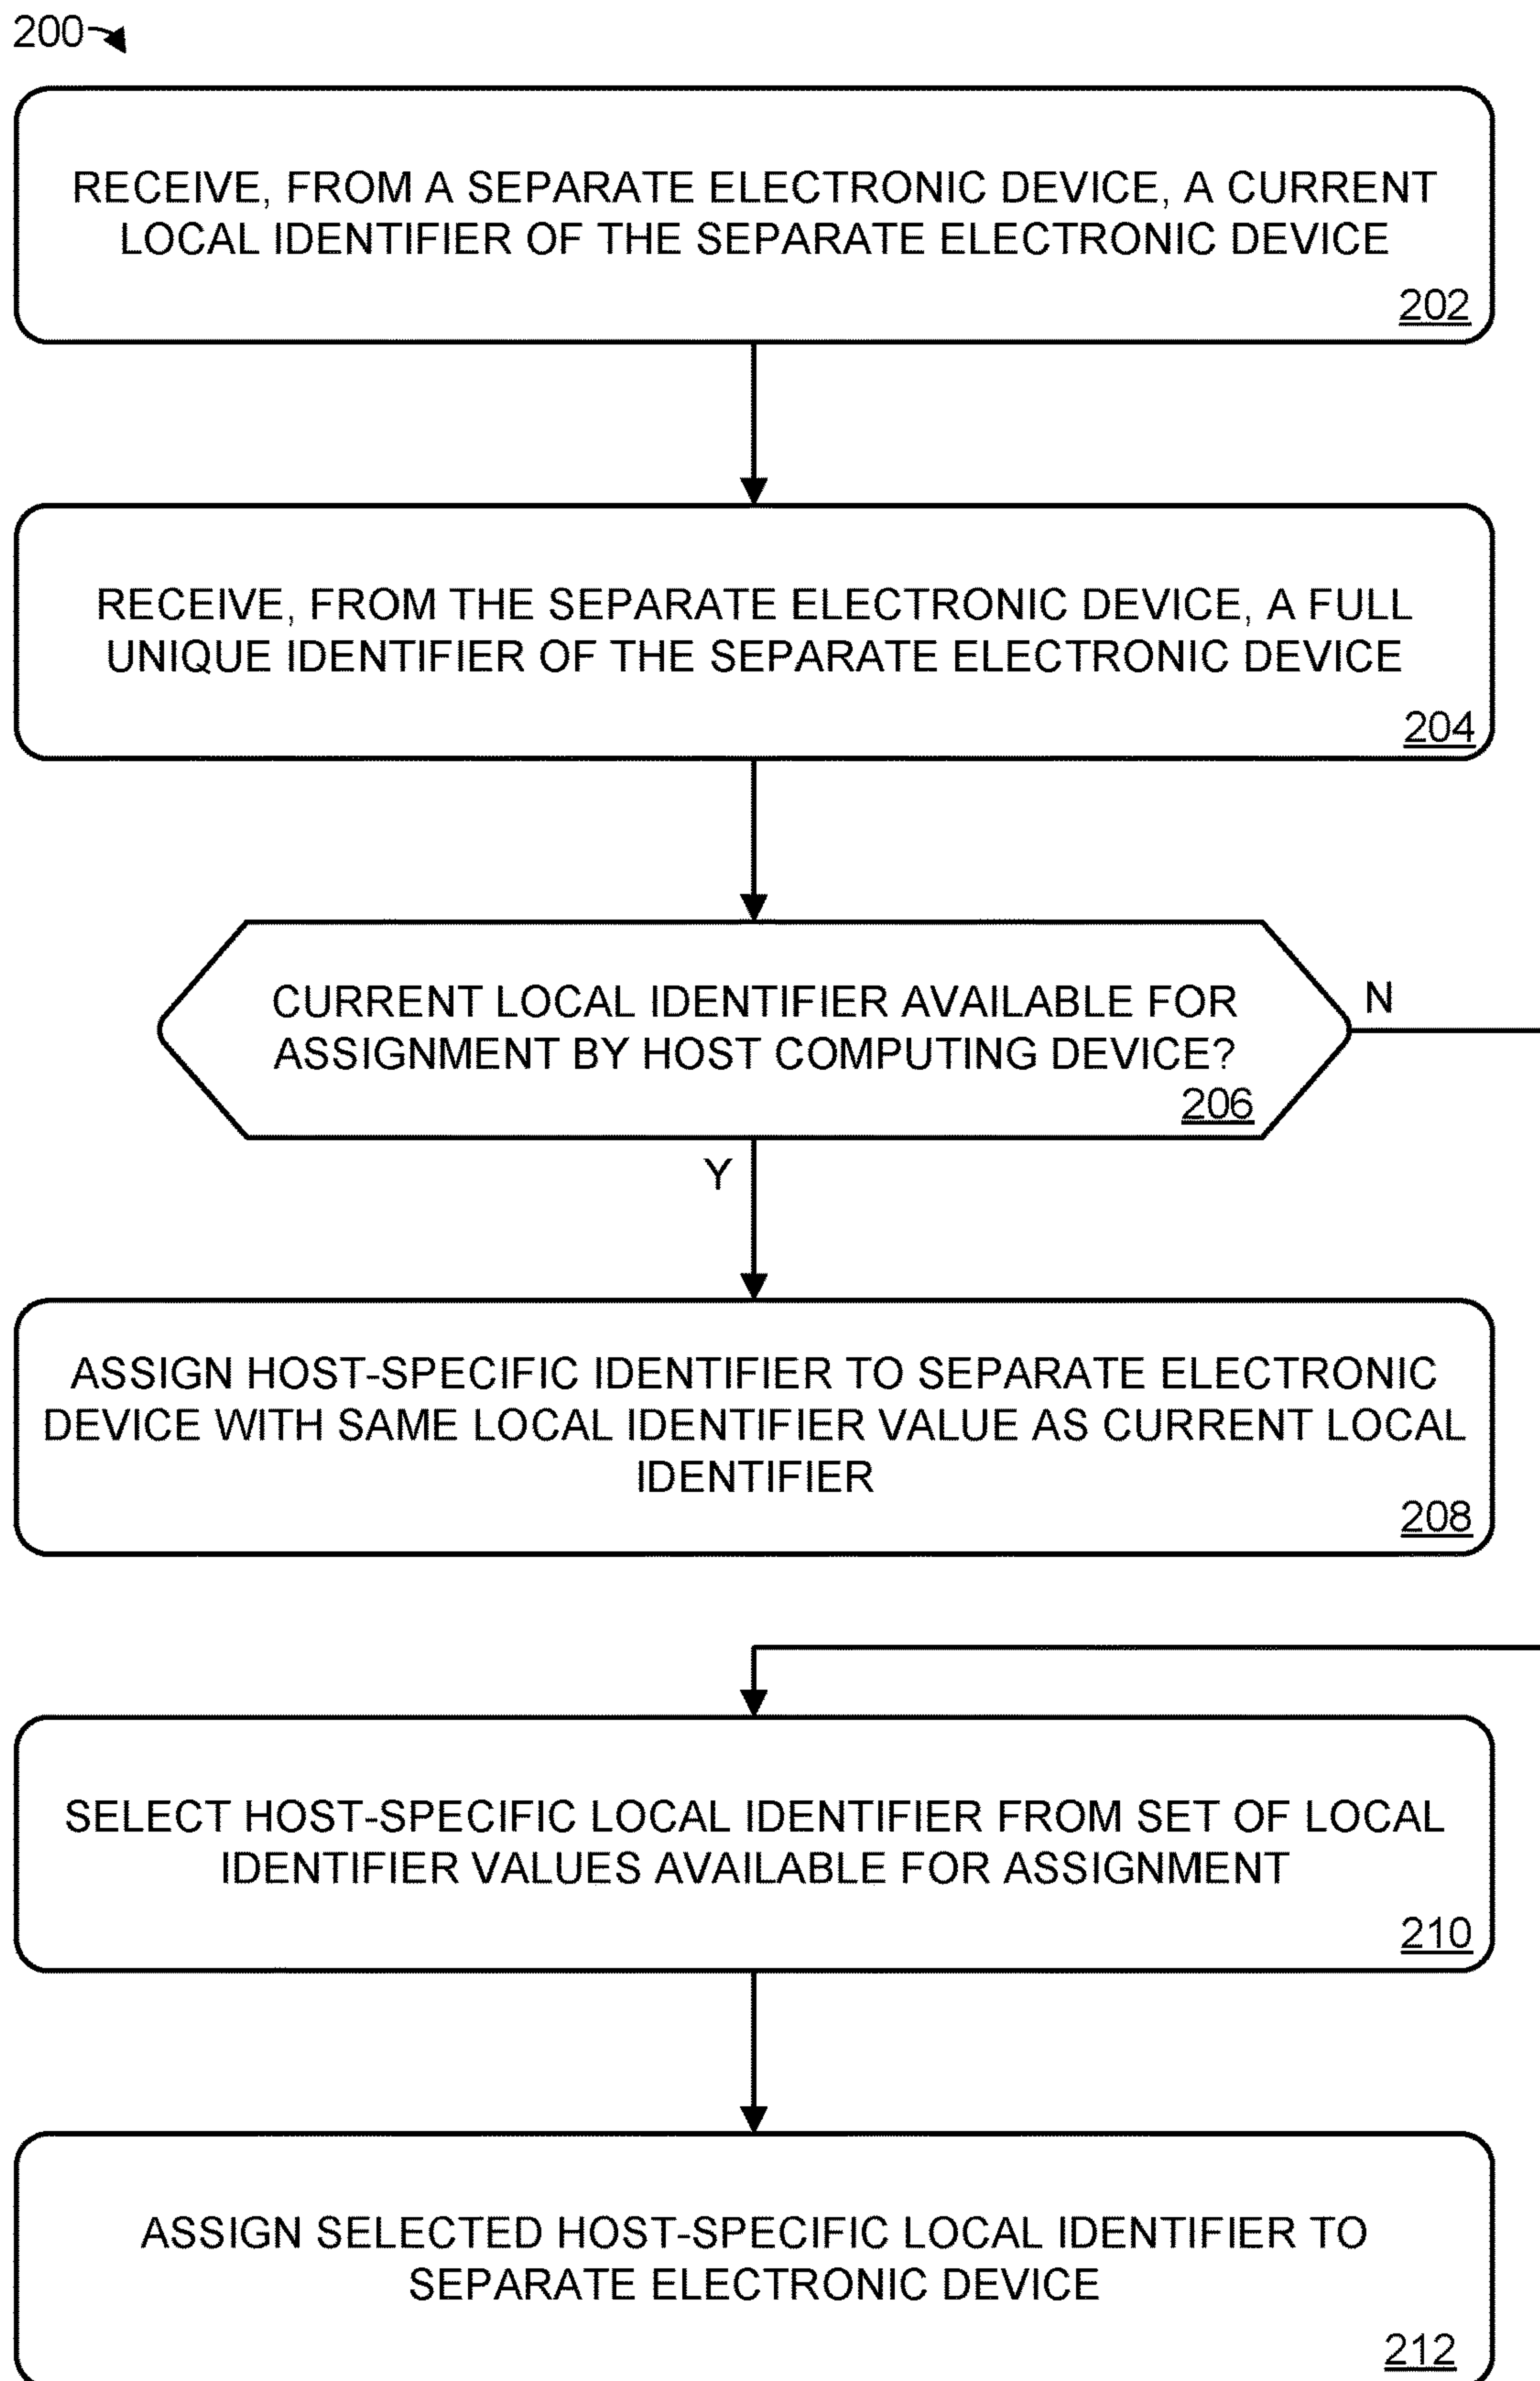 200
RECEIVE, FROM A SEPARATE ELECTRONIC DEVICE, A CURRENT
LOCAL IDENTIFIER OF THE SEPARATE ELECTRONIC DEVICE
202
RECEIVE, FROM THE SEPARATE ELECTRONIC DEVICE, A FULL
UNIQUE IDENTIFIER OF THE SEPARATE ELECTRONIC DEVICE
204
CURRENT LOCAL IDENTIFIER AVAILABLE FOR
ASSIGNMENT BY HOST COMPUTING DEVICE?
206
N
Y
ASSIGN HOST-SPECIFIC IDENTIFIER TO SEPARATE ELECTRONIC
DEVICE WITH SAME LOCAL IDENTIFIER VALUE AS CURRENT LOCAL
IDENTIFIER
208
SELECT HOST-SPECIFIC LOCAL IDENTIFIER FROM SET OF LOCAL
IDENTIFIER VALUES AVAILABLE FOR ASSIGNMENT
210
ASSIGN SELECTED HOST-SPECIFIC LOCAL IDENTIFIER TO
SEPARATE ELECTRONIC DEVICE
212